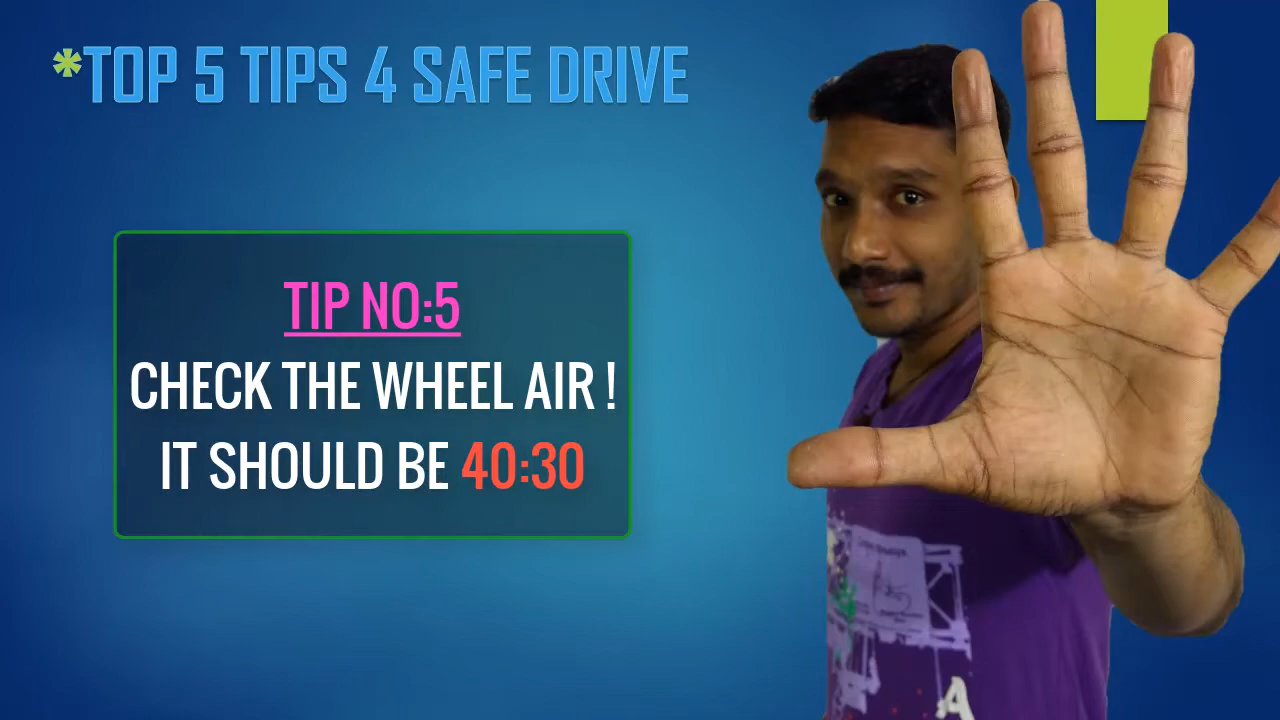 *TOP 5 TIPS 4 SAFE DRIVE
TIP NO:5
CHECK THE WHEEL AIR !
IT SHOULD BE 40:30
A